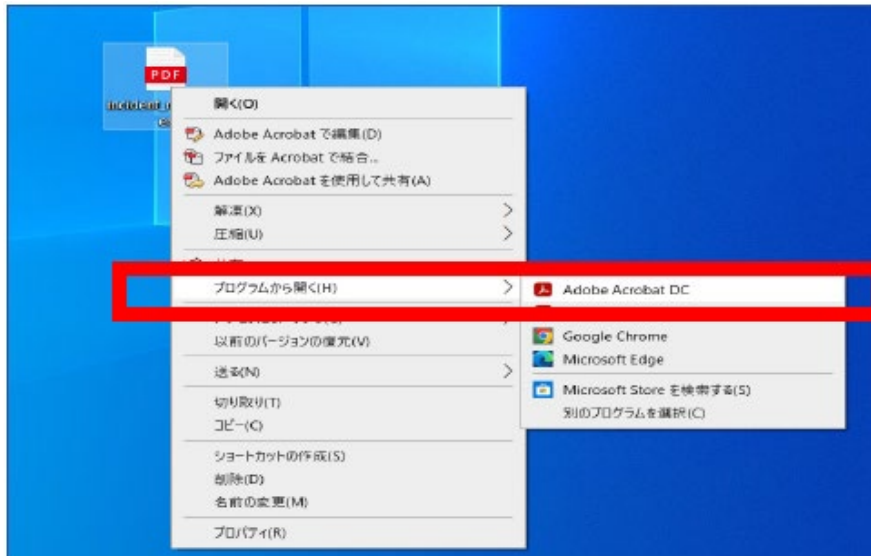 PDF
開く(O)
Adobe Acrobat で編集(D)
ファイルを Acrobat で結合...
Adobe Acrobat を使用して共有(A)
解凍(X)
圧縮(U)
プログラムから開く(H)
Adobe Acrobat DC
以前のバージョンの復元(V)
Google Chrome
Microsoft Edge
送る(N)
Microsoft Store を検索する(S)
別のプログラムを選択(C)
切り取り(T)
コピー(C)
ショートカットの作成(S)
削除(D)
名前の変更(M)
プロパティ(R)